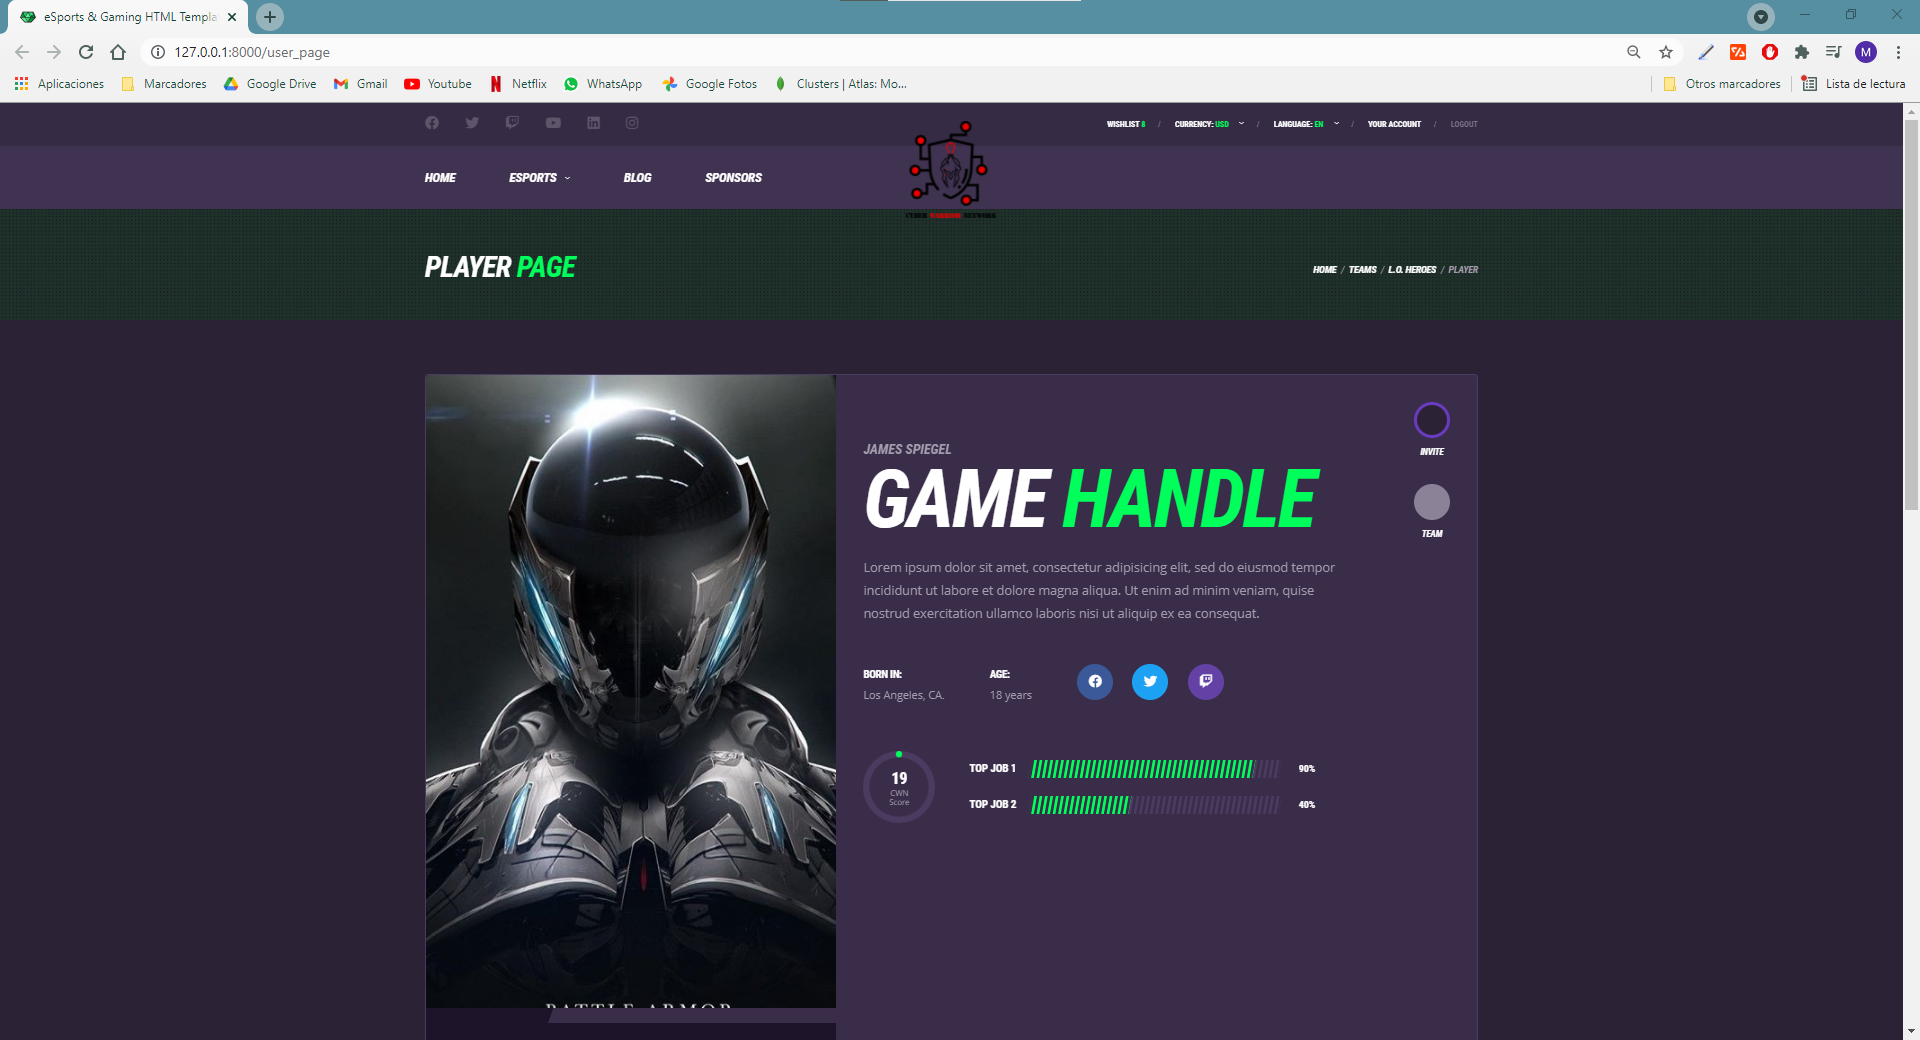 eSports & Gaming HTML Templa
127.0.0.1:8000/user_page
M
Aplicaciones Marcadores Google Drive Gmail Youtube Netflix WhatsApp Google Fotos Clusters | Atlas: Mo... Otros marcadores Lista de lectura
WISHLIST 8 / CURRENCY: USD / LANGUAGE: EN / YOUR ACCOUNT / LOGOUT
HOME ESPORTS BLOG SPONSORS
CYBER WARRIOR NETWORK
PLAYER PAGE
HOME / TEAMS / L.O. HEROES / PLAYER
JAMES SPIEGEL
GAME HANDLE
INVITE
TEAM
Lorem ipsum dolor sit amet, consectetur adipisicing elit, sed do eiusmod tempor
incididunt ut labore et dolore magna aliqua. Ut enim ad minim veniam, quise
nostrud exercitation ullamco laboris nisi ut aliquip ex ea consequat.
BORN IN:
Los Angeles, CA.
AGE:
18 years
19
CWN
Score
TOP JOB 1 90%
TOP JOB 2 40%
BATTLE ARMOR